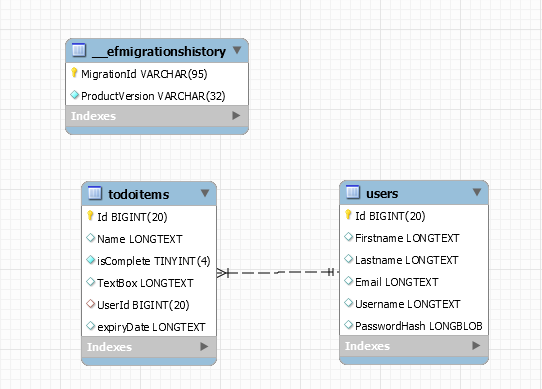 __efmigrationshistory
MigrationId VARCHAR(95)
ProductVersion VARCHAR(32)
Indexes
todoitems
Id BIGINT(20)
Name LONGTEXT
isComplete TINYINT(4)
TextBox LONGTEXT
UserId BIGINT(20)
expiryDate LONGTEXT
Indexes
users
Id BIGINT(20)
Firstname LONGTEXT
Lastname LONGTEXT
Email LONGTEXT
Username LONGTEXT
PasswordHash LONGBLOB
Indexes